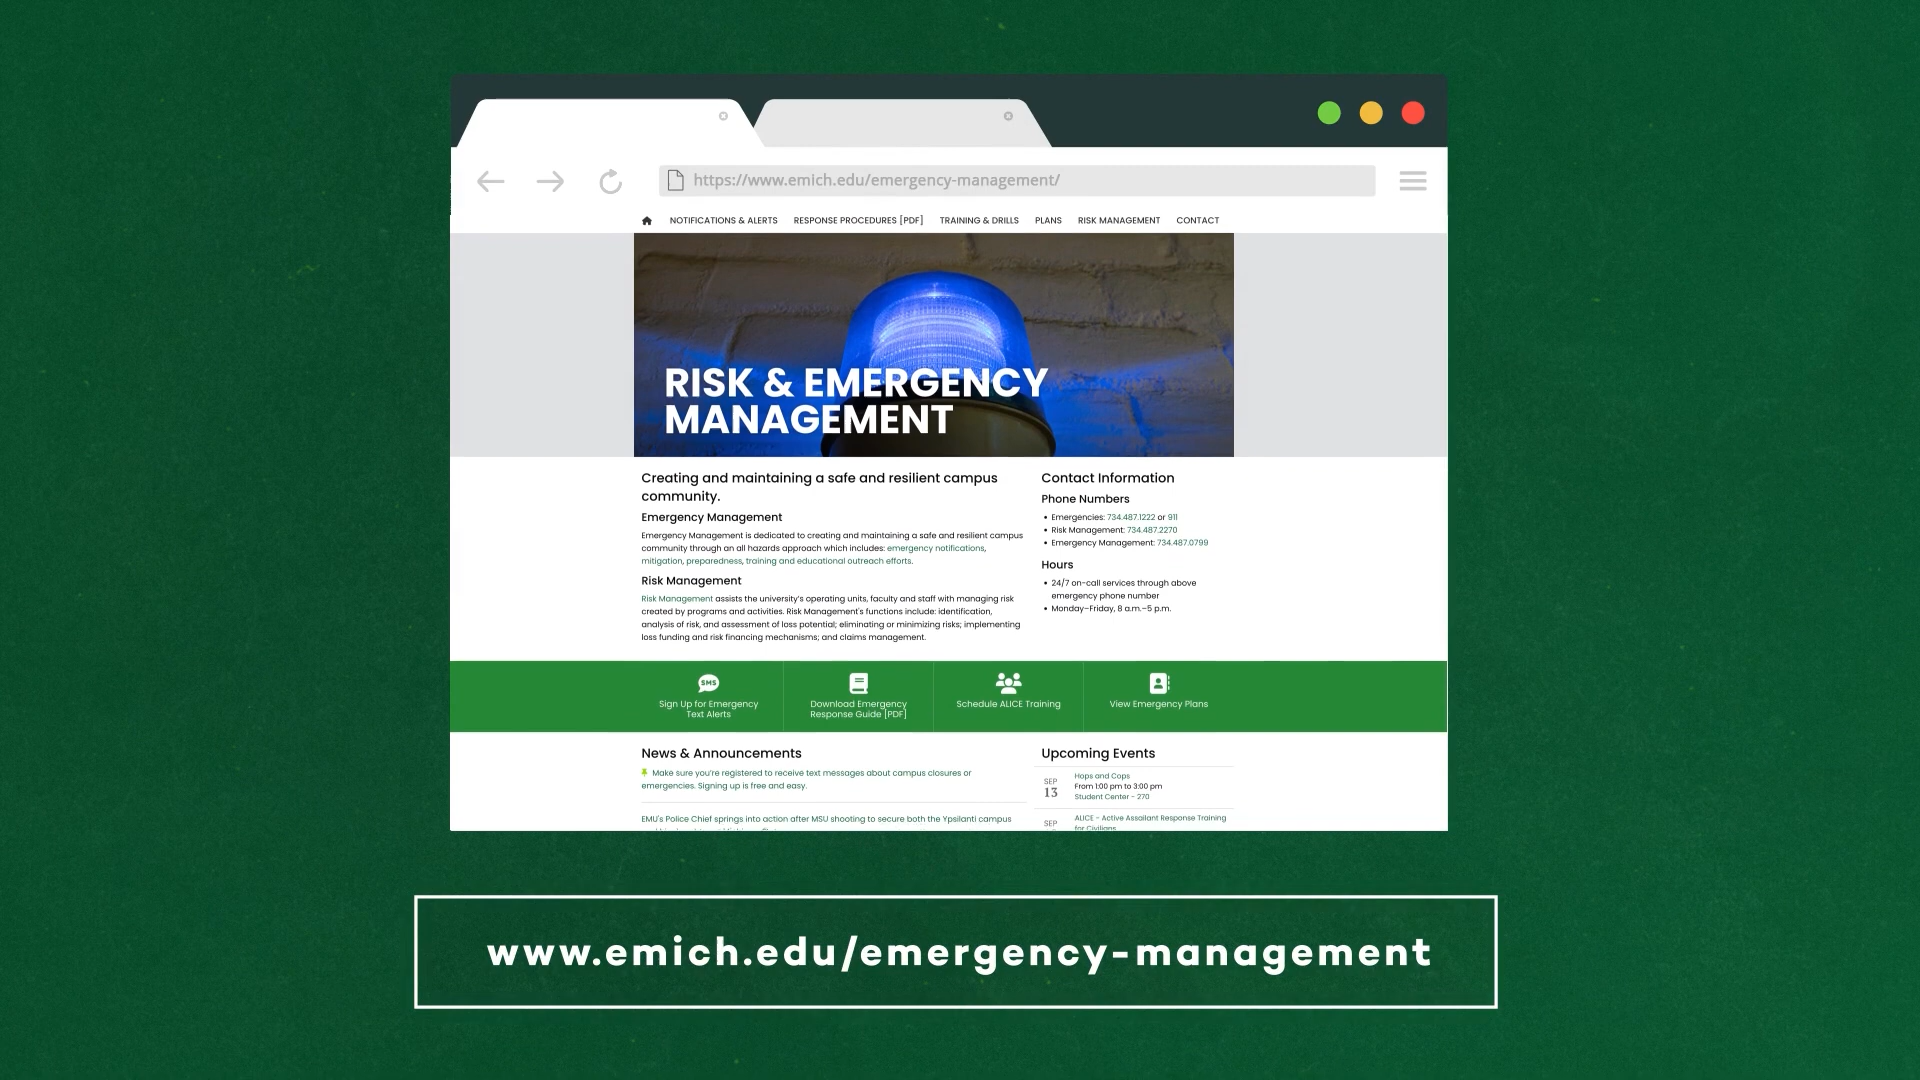 https://www.emich.edu/emergency-management/
NOTIFICATIONS & ALERTS RESPONSE PROCEDURES [PDF] TRAINING & DRILLS PLANS RISK MANAGEMENT CONTACT
RISK & EMERGENCY
MANAGEMENT
Creating and maintaining a safe and resilient campus
community.
Emergency Management
Emergency Management is dedicated to creating and maintaining a safe and resilient campus
community through an all hazards approach which includes: emergency notifications,
mitigation, preparedness, training and educational outreach efforts.
Risk Management
Risk Management assists the university's operating units, faculty and staff with managing risk
created by programs and activities. Risk Management's functions include: identification,
analysis of risk, and assessment of loss potential; eliminating or minimizing risks; implementing
loss funding and risk financing mechanisms; and claims management.
Contact Information
Phone Numbers
• Emergencies: 734.487.1222 or 911
• Risk Management: 734.487.2270
• Emergency Management: 734.487.0799
Hours
• 24/7 on-call services through above
emergency phone number
• Monday–Friday, 8 a.m.–5 p.m.
SMS
Sign Up for Emergency
Text Alerts
Download Emergency
Response Guide [PDF]
Schedule ALICE Training
View Emergency Plans
News & Announcements
Make sure you're registered to receive text messages about campus closures or
emergencies. Signing up is free and easy.
EMU's Police Chief springs into action after MSU shooting to secure both the Ypsilanti campus
Upcoming Events
SEP
13
Hops and Cops
From 1:00 pm to 3:00 pm
Student Center - 270
SEP
ALICE - Active Assailant Response Training
for Civilians
www.emich.edu/emergency-management